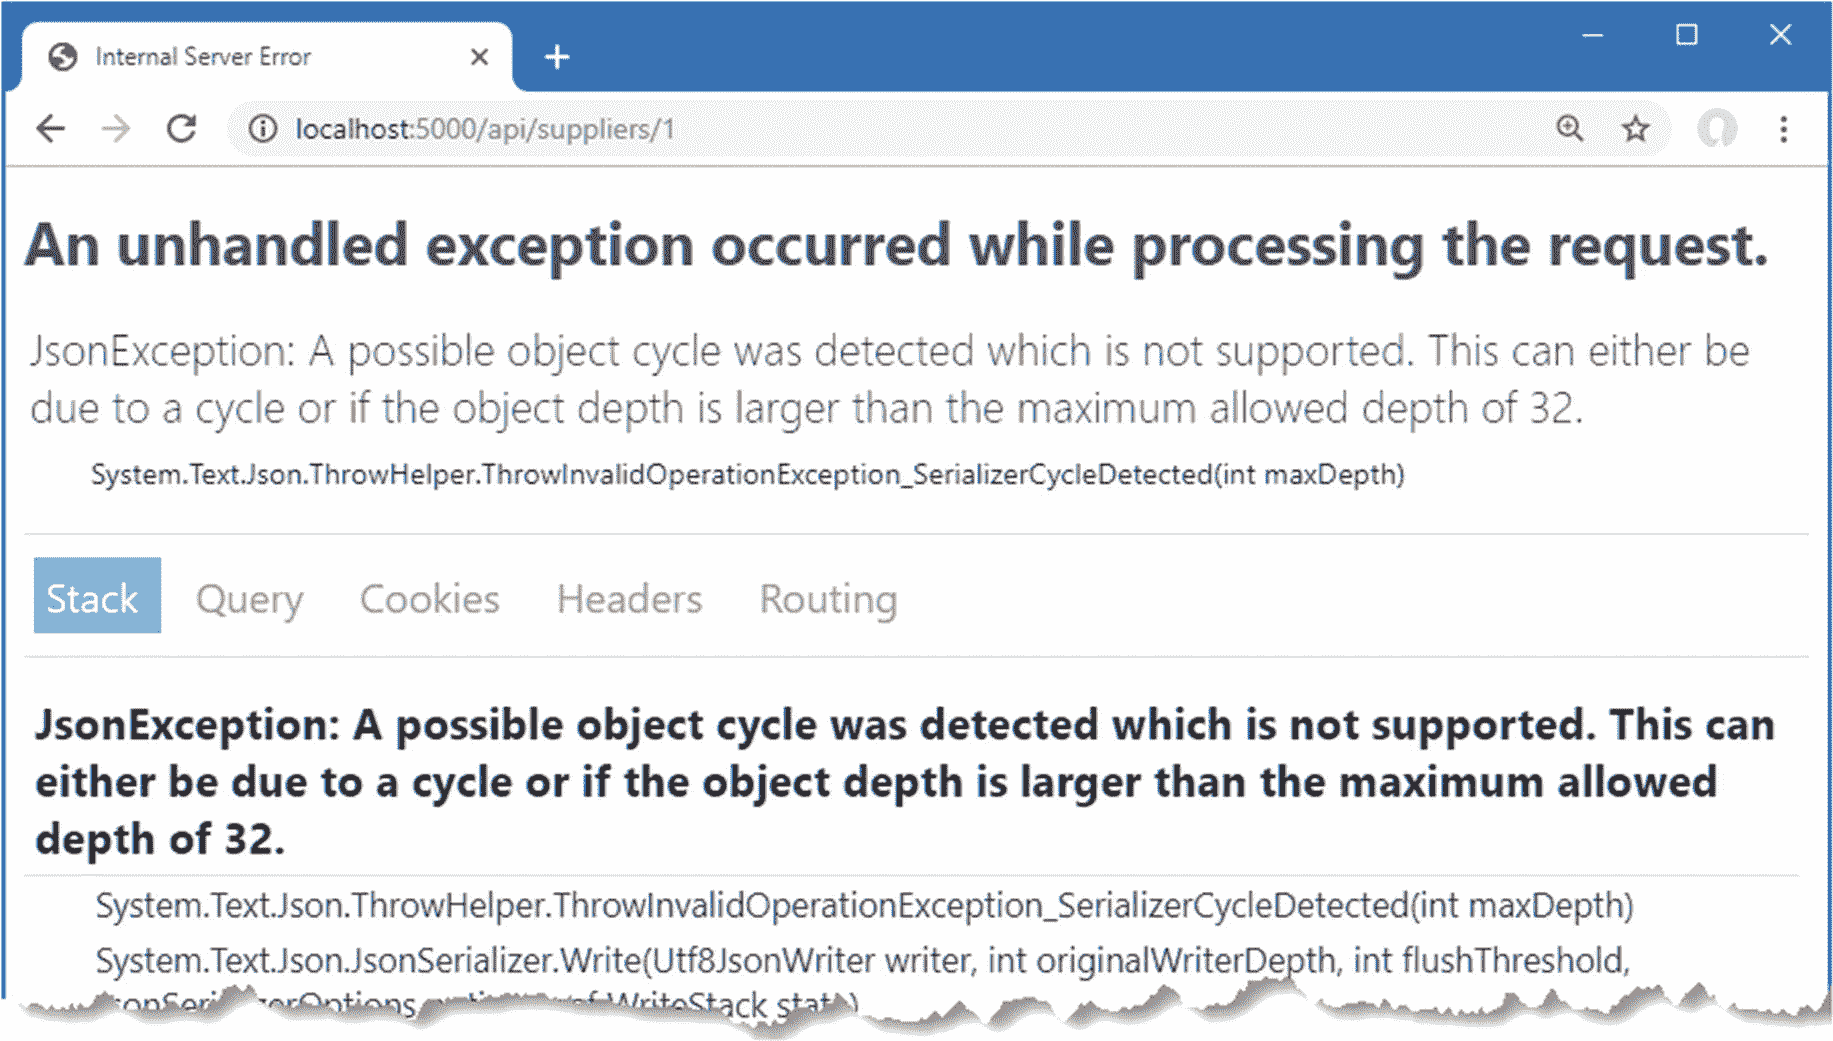 Internal Server Error
localhost:5000/api/suppliers/1
An unhandled exception occurred while processing the request.
JsonException: A possible object cycle was detected which is not supported. This can either be
due to a cycle or if the object depth is larger than the maximum allowed depth of 32.
System.Text.Json.ThrowHelper.ThrowInvalidOperationException_SerializerCycleDetected(int maxDepth)
Stack Query Cookies Headers Routing
JsonException: A possible object cycle was detected which is not supported. This can
either be due to a cycle or if the object depth is larger than the maximum allowed
depth of 32.
System.Text.Json.ThrowHelper.ThrowInvalidOperationException_SerializerCycleDetected(int maxDepth)
System.Text.Json.JsonSerializer.Write(Utf8JsonWriter writer, int originalWriterDepth, int flushThreshold,
WriteStack